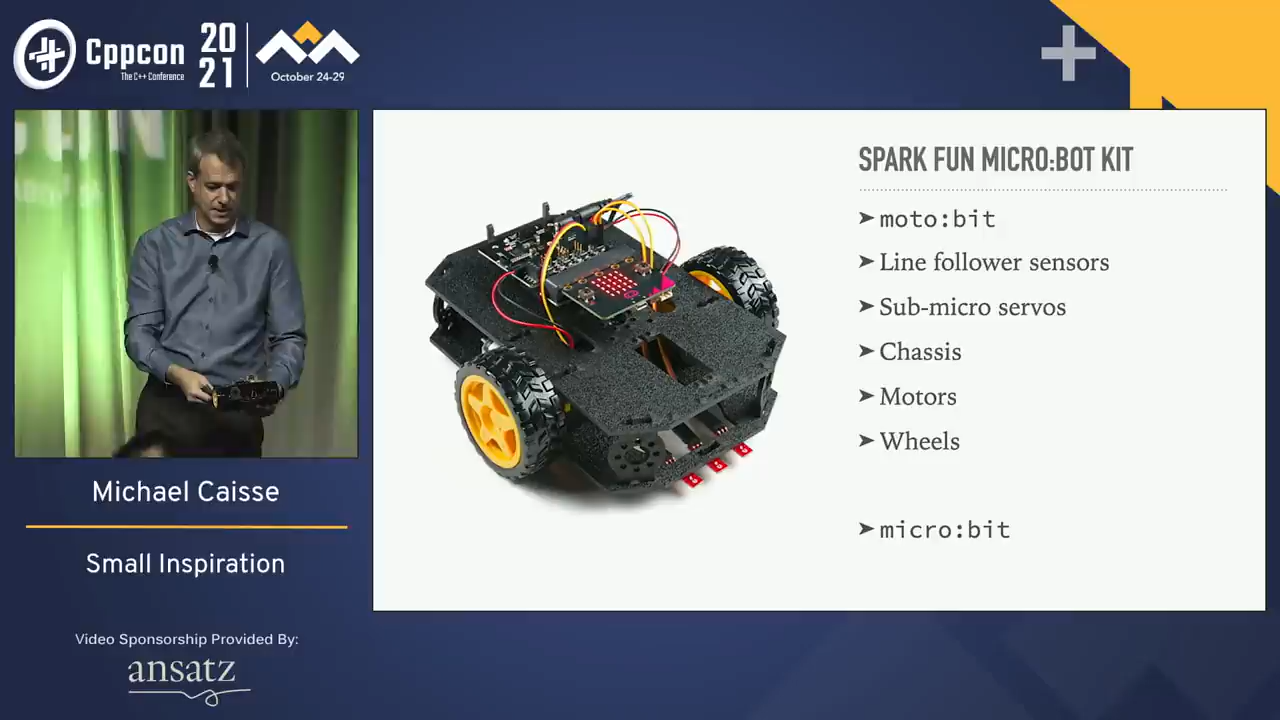 Cppcon
The C++ Conference
20
21
October 24-29
SPARK FUN MICRO:BOT KIT
➤ moto:bit
➤ Line follower sensors
➤ Sub-micro servos
➤ Chassis
➤ Motors
➤ Wheels
➤ micro:bit
Michael Caisse
Small Inspiration
Video Sponsorship Provided By:
ansatz